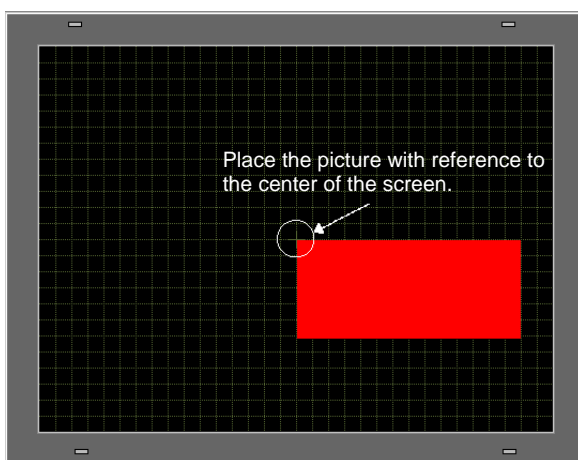 Place the picture with reference to
the center of the screen.